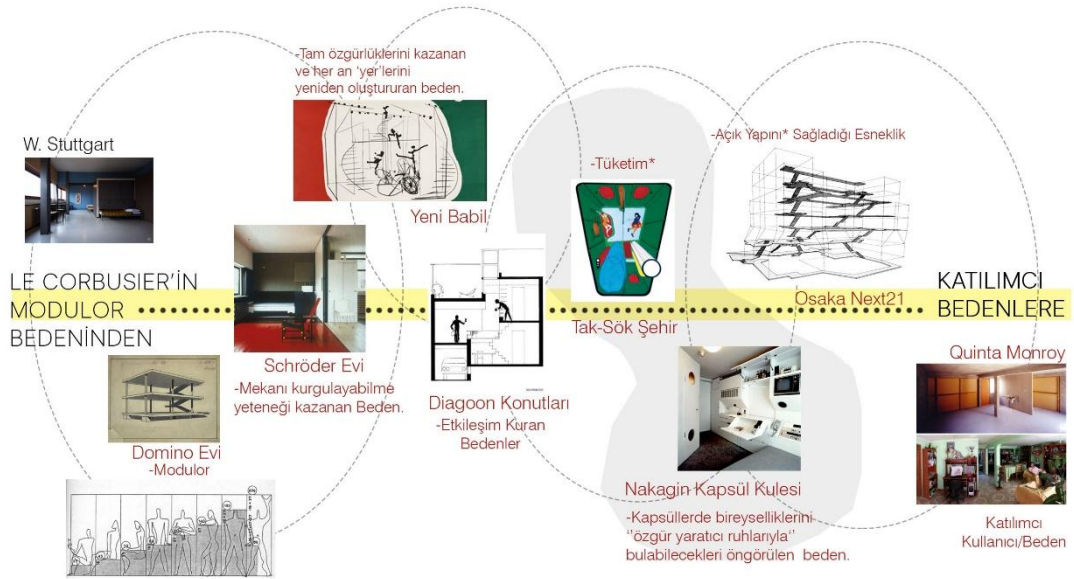 -Tam özgürlüklerini kazanan
ve her an 'yer'lerini
yeniden oluştururan beden.
Yeni Babil
W. Stuttgart
LE CORBUSIER'İN
MODULOR
BEDENİNDEN
Schröder Evi
-Mekanı kurgulayabilme
yeteneği kazanan Beden.
Domino Evi
-Modulor
Diagoon Konutları
-Etkileşim Kuran
Bedenler
-Tüketim*
Tak-Sök Şehir
Nakagin Kapsül Kulesi
-Kapsüllerde bireyselliklerini
''özgür yaratıcı ruhlarıyla''
bulabilecekleri öngörülen beden.
-Açık Yapını* Sağladığı Esneklik
Osaka Next21
KATILIMCI
BEDENLERE
Quinta Monroy
Katılımcı
Kullanıcı/Beden